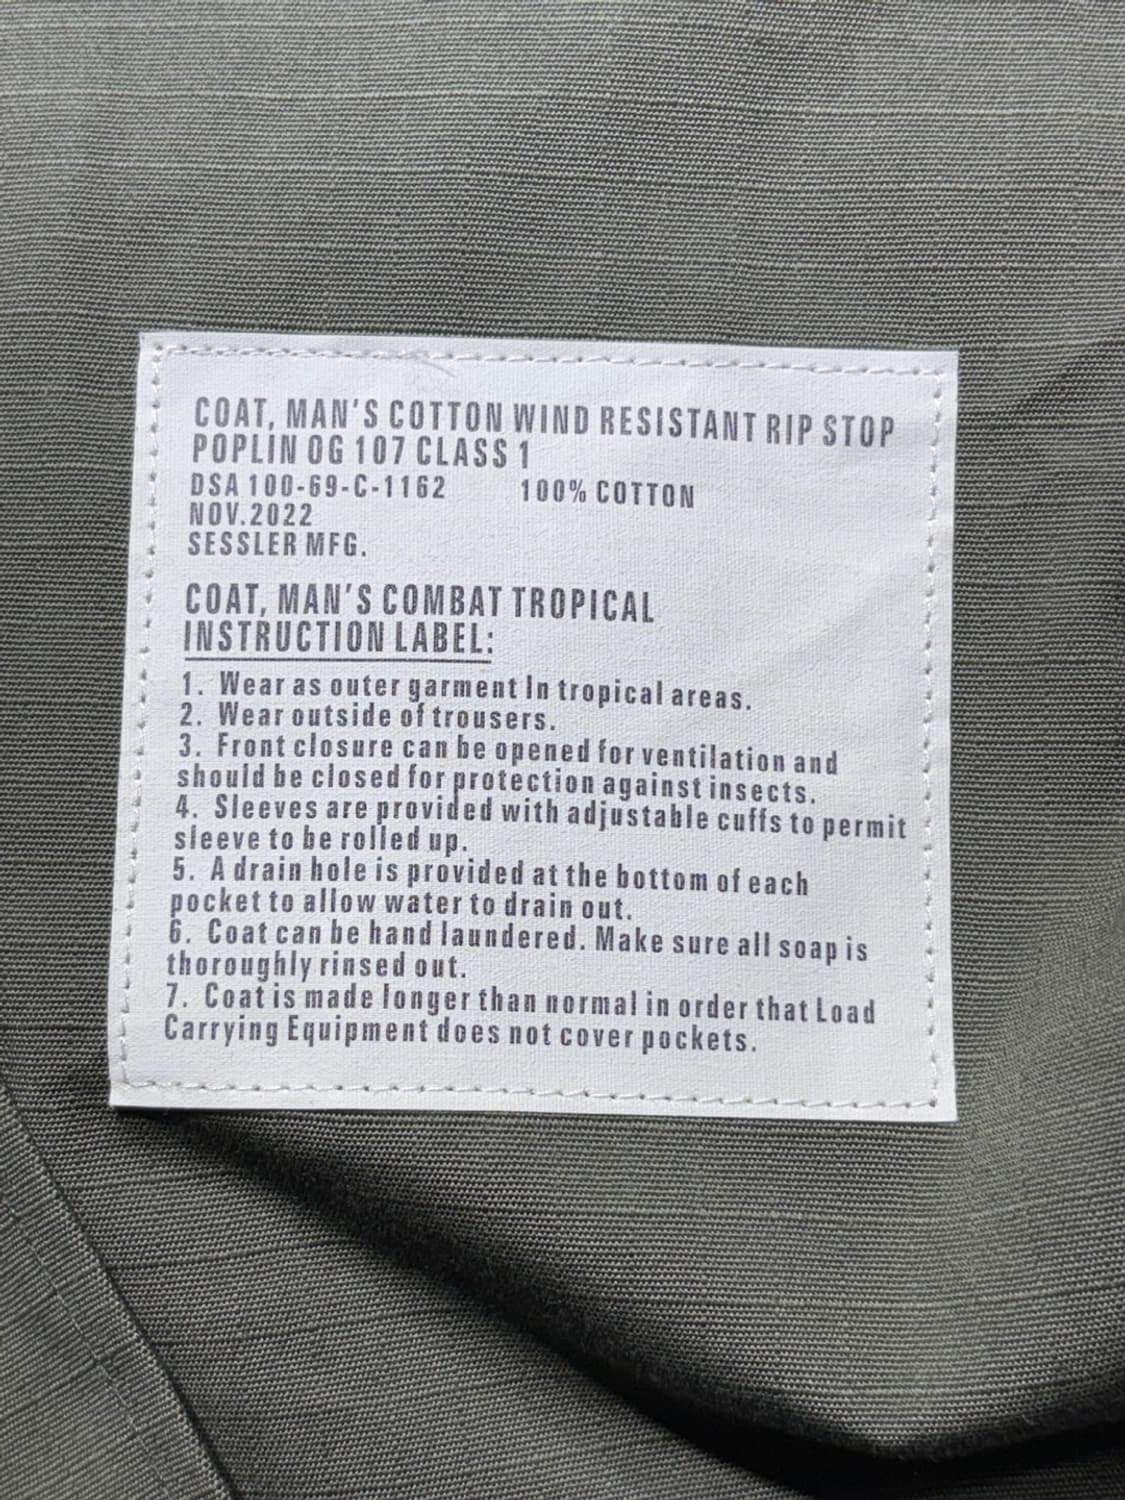 COAT, MAN'S COTTON WIND RESISTANT RIP STOP
POPLIN OG 107 CLASS 1
DSA 100-69-C-1162 100% COTTON
NOV.2022
SESSLER MFG.
COAT, MAN'S COMBAT TROPICAL
INSTRUCTION LABEL:
1. Wear as outer garment In tropical areas.
2. Wear outside of trousers.
3. Front closure can be opened for ventilation and
should be closed for protection against insects.
4. Sleeves are provided with adjustable cuffs to permit
sleeve to be rolled up.
5. A drain hole is provided at the bottom of each
pocket to allow water to drain out.
6. Coat can be hand laundered. Make sure all soap is
thoroughly rinsed out.
7. Coat is made longer than normal in order that Load
Carrying Equipment does not cover pockets.